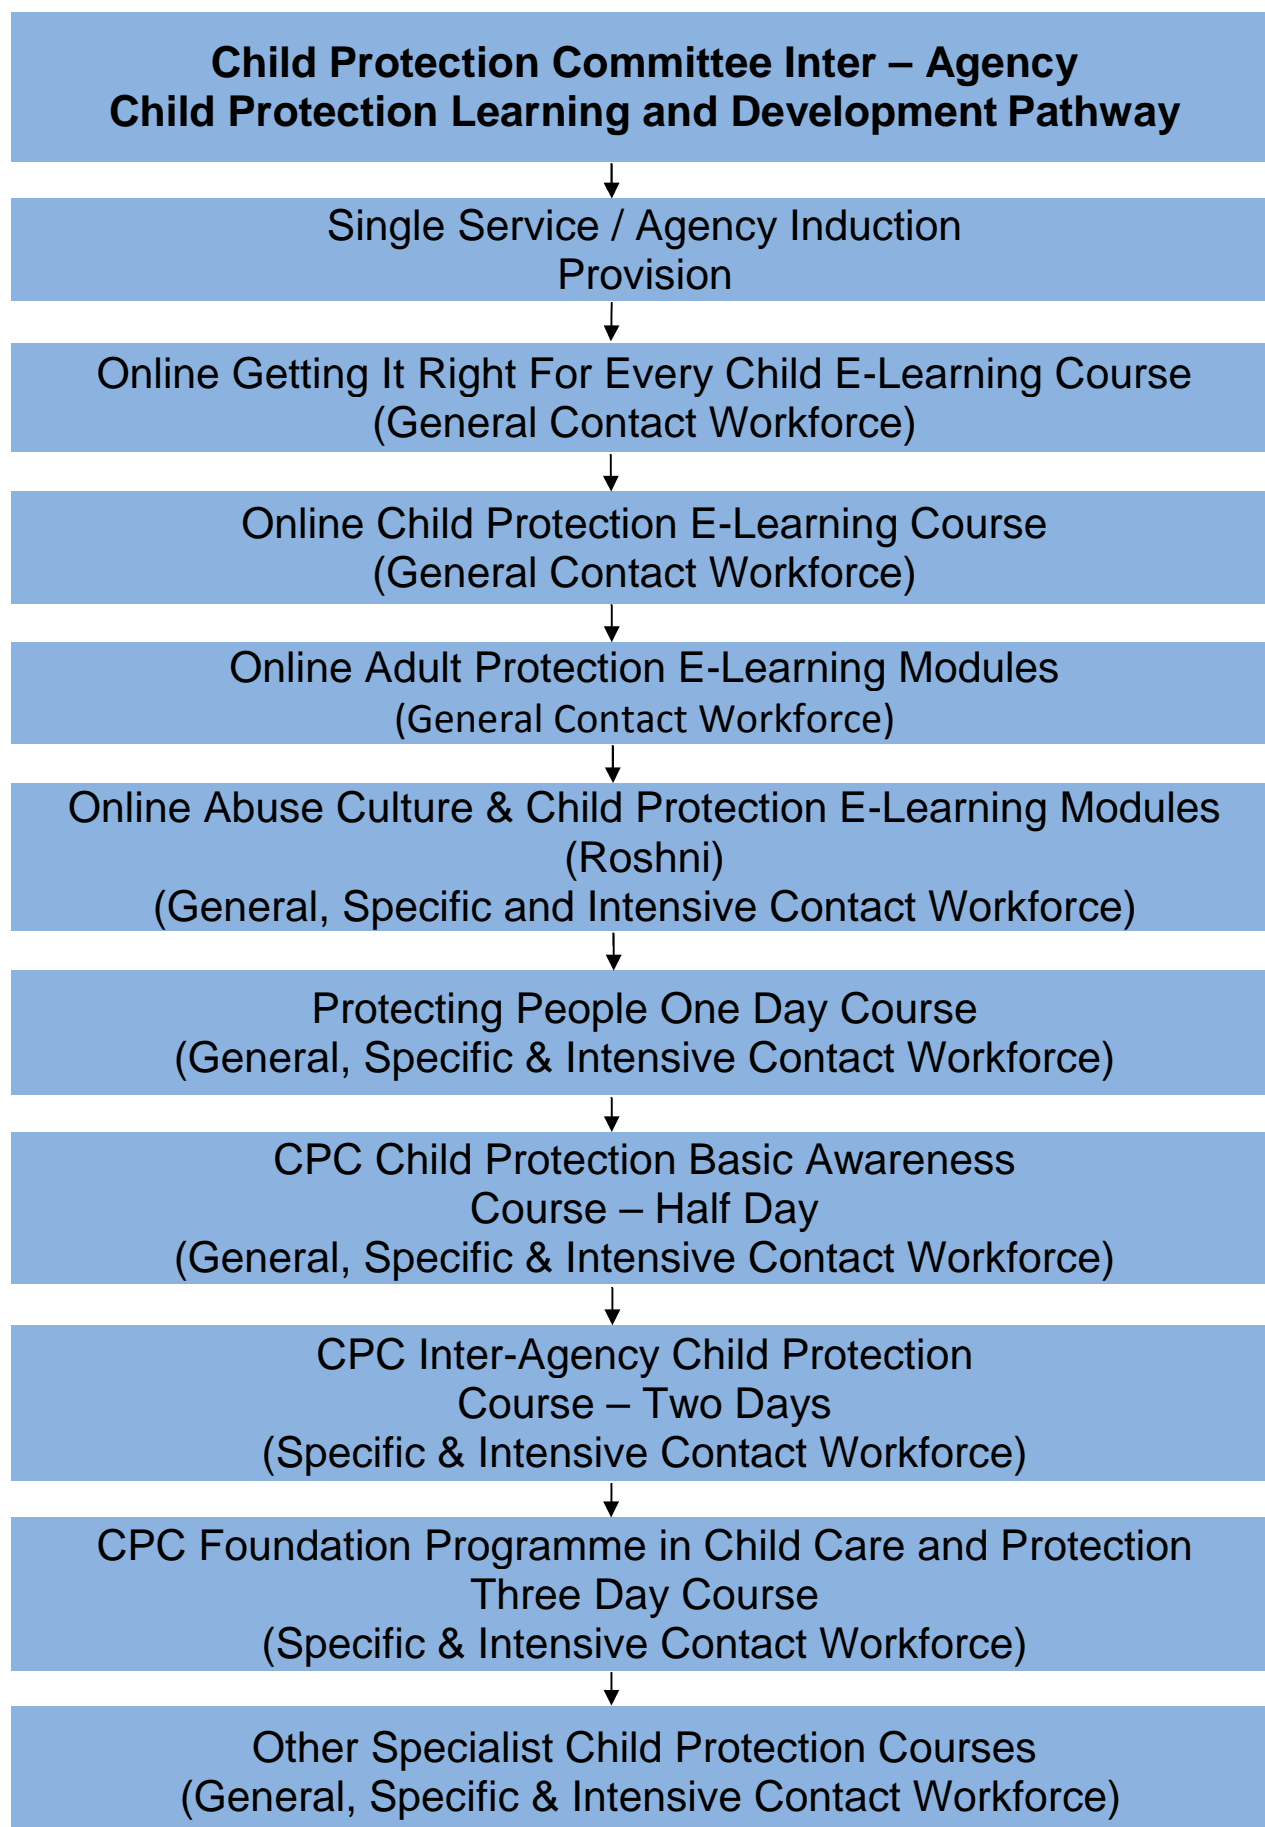 Child Protection Committee Inter – Agency
Child Protection Learning and Development Pathway
Single Service / Agency Induction
Provision
Online Getting It Right For Every Child E-Learning Course
(General Contact Workforce)
Online Child Protection E-Learning Course
(General Contact Workforce)
Online Adult Protection E-Learning Modules
(General Contact Workforce)
Online Abuse Culture & Child Protection E-Learning Modules
(Roshni)
(General, Specific and Intensive Contact Workforce)
Protecting People One Day Course
(General, Specific & Intensive Contact Workforce)
CPC Child Protection Basic Awareness
Course – Half Day
(General, Specific & Intensive Contact Workforce)
CPC Inter-Agency Child Protection
Course – Two Days
(Specific & Intensive Contact Workforce)
CPC Foundation Programme in Child Care and Protection
Three Day Course
(Specific & Intensive Contact Workforce)
Other Specialist Child Protection Courses
(General, Specific & Intensive Contact Workforce)